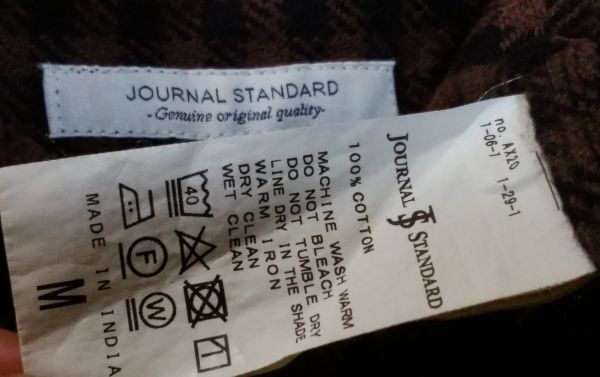 JOURNAL STANDARD
-Genuine original quality-
no. AX20
1-06-1 1-29-1
JOURNAL JS STANDARD
100% COTTON
MACHINE WASH WARM
DO NOT BLEACH
DO NOT TUMBLE DRY
LINE DRY IN THE SHADE
WARM IRON
DRY CLEAN
WET CLEAN
40
F
W
MADE IN INDIA
M